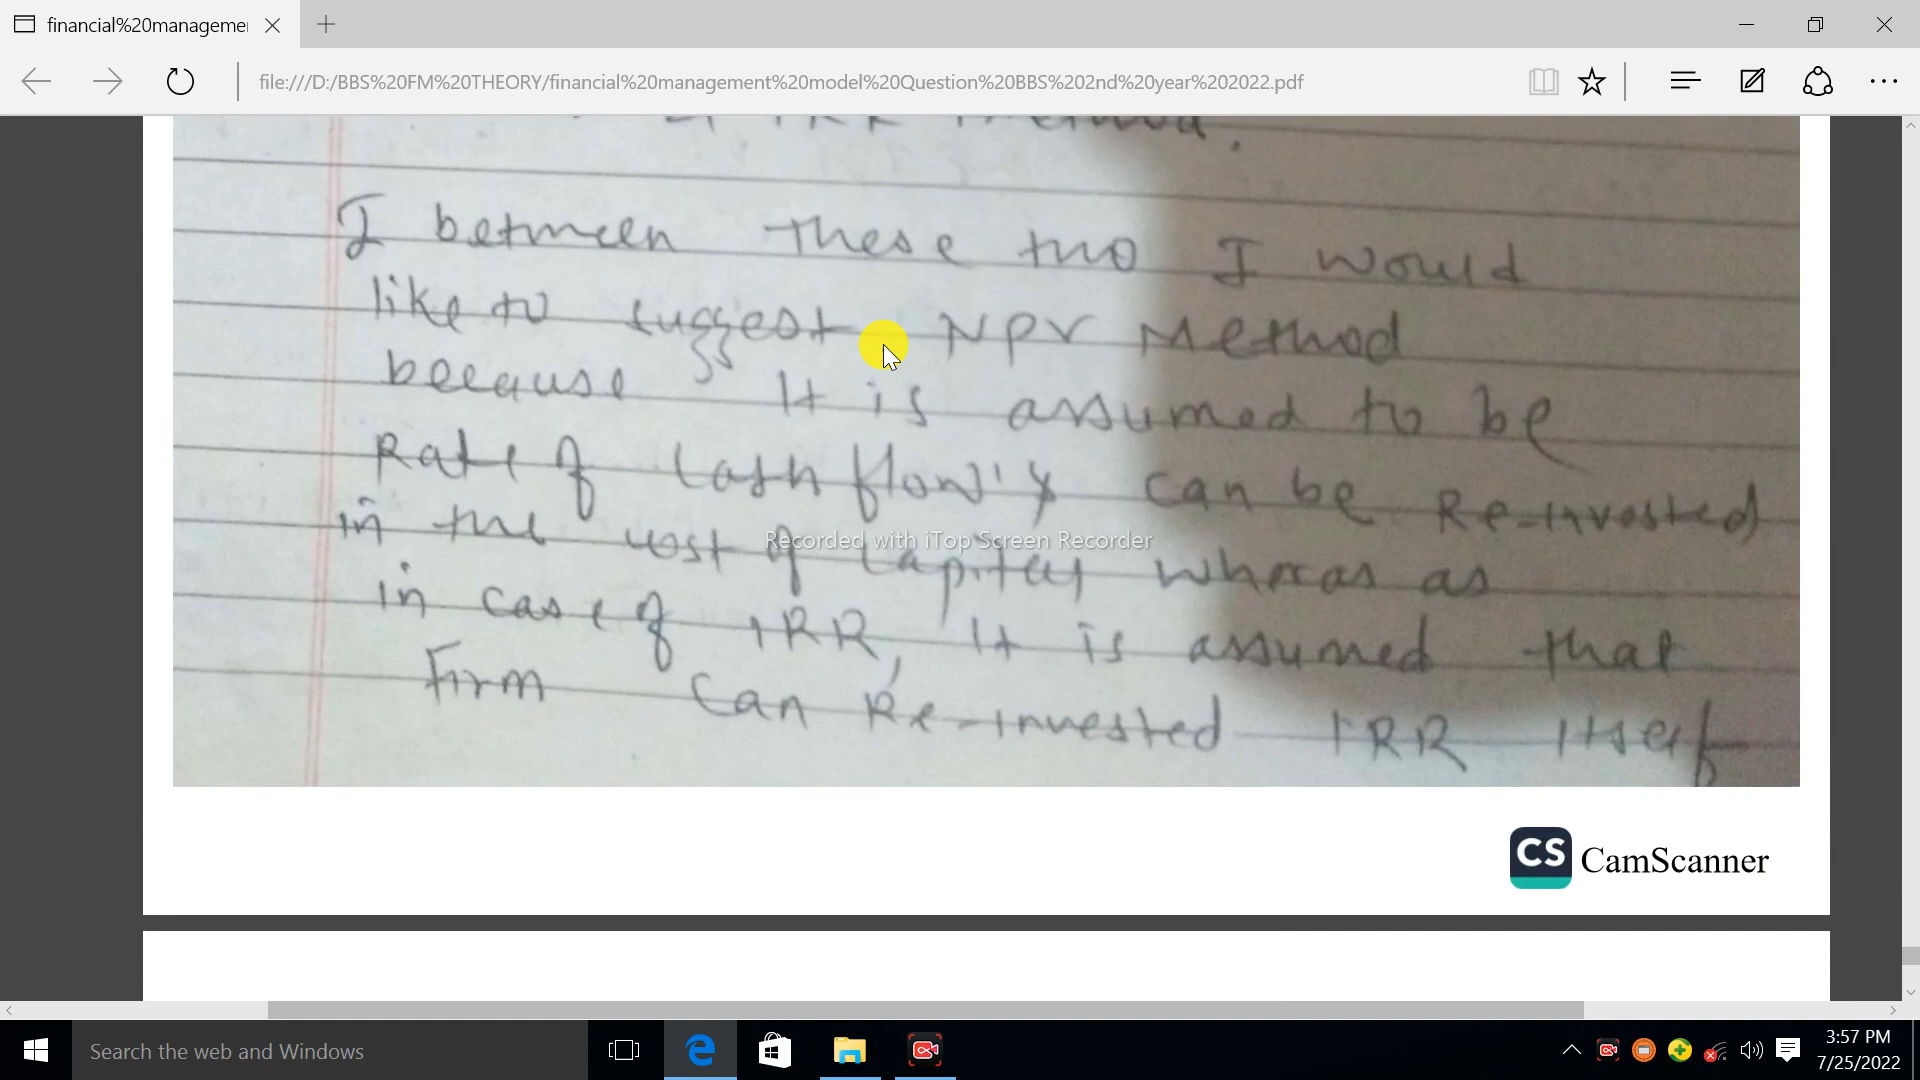 financial%20manageme
file:///D:/BBS%20FM%20THEORY/financial%20management%20model%20Question%20BBS%202nd%20year%202022.pdf
IRR method.
I between these two I would
like to suggest NPV Method
because It is assumed to be
Rate of Cash flow's can be Re-invested
in the cost of Capital whereas as
in case of IRR, It is assumed that
Firm Can Re-invested IRR Itself
Recorded with iTop Screen Recorder
CS CamScanner
Search the web and Windows
3:57 PM
7/25/2022